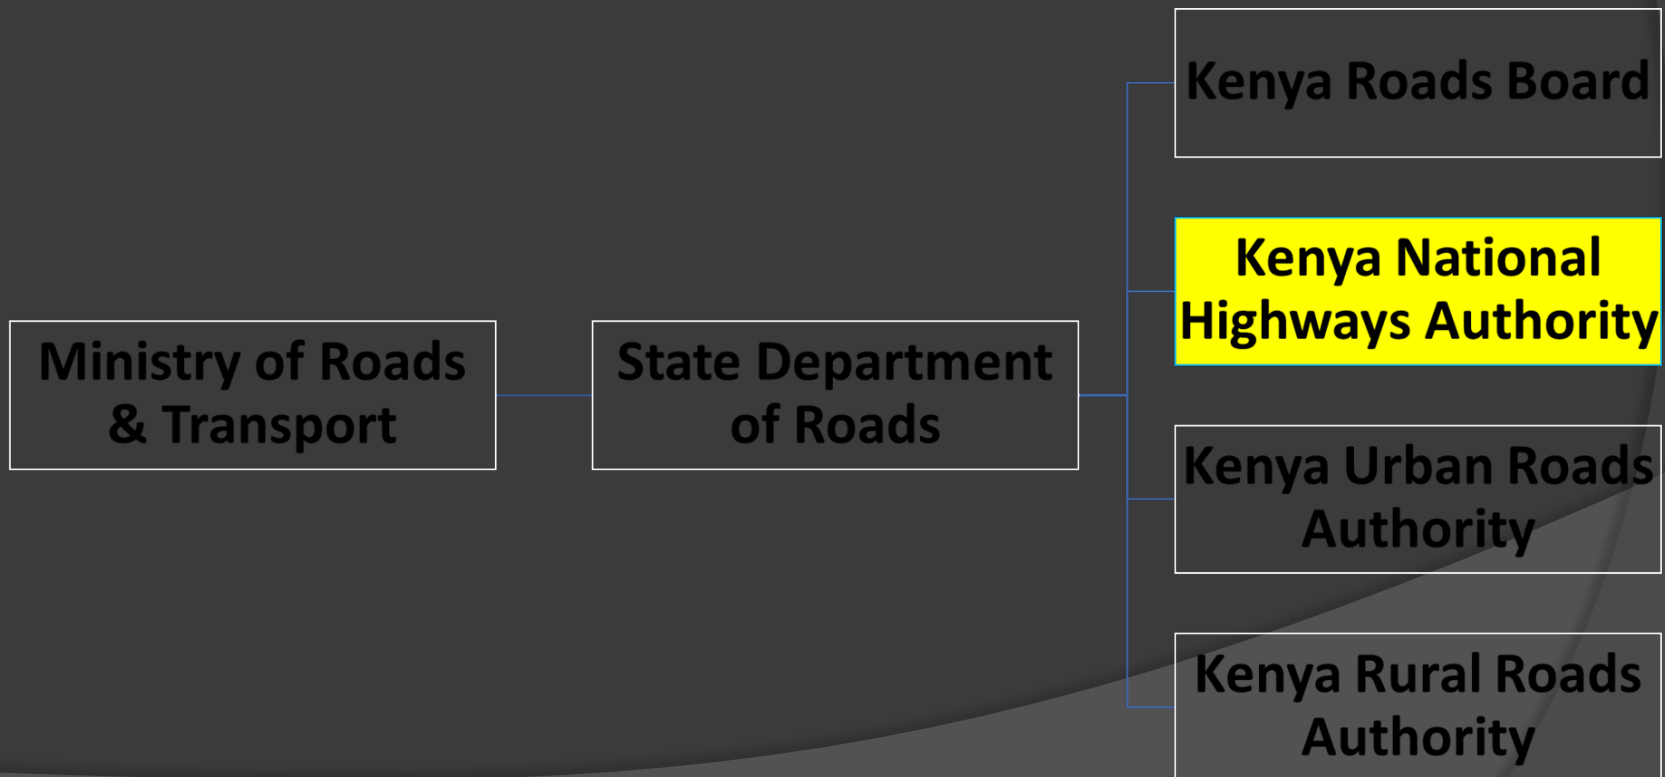 Ministry of Roads
& Transport
State Department
of Roads
Kenya Roads Board
Kenya National
Highways Authority
Kenya Urban Roads
Authority
Kenya Rural Roads
Authority